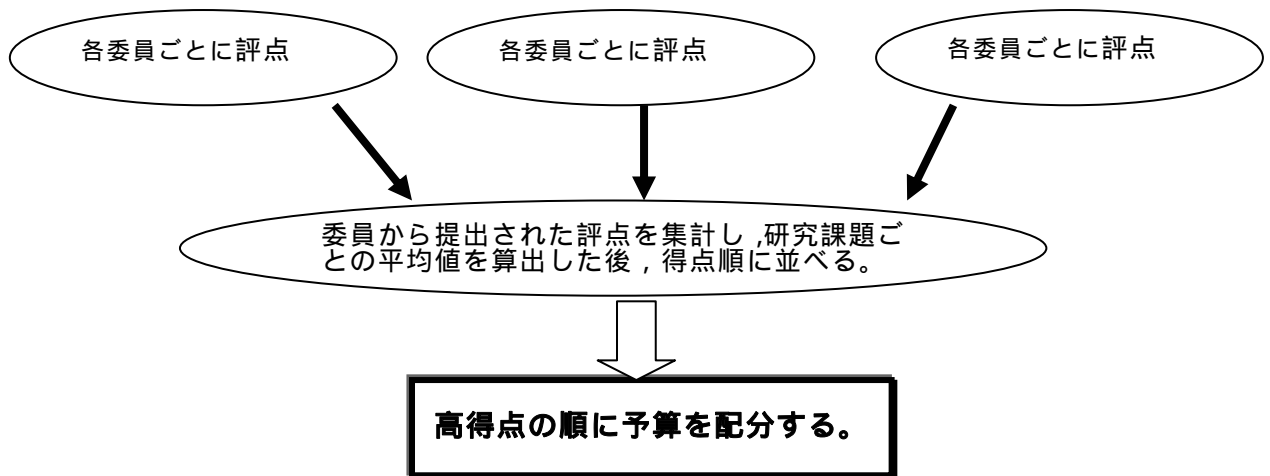 各委員ごとに評点
各委員ごとに評点
各委員ごとに評点
委員から提出された評点を集計し,研究課題ご
との平均値を算出した後,得点順に並べる。
高得点の順に予算を配分する。